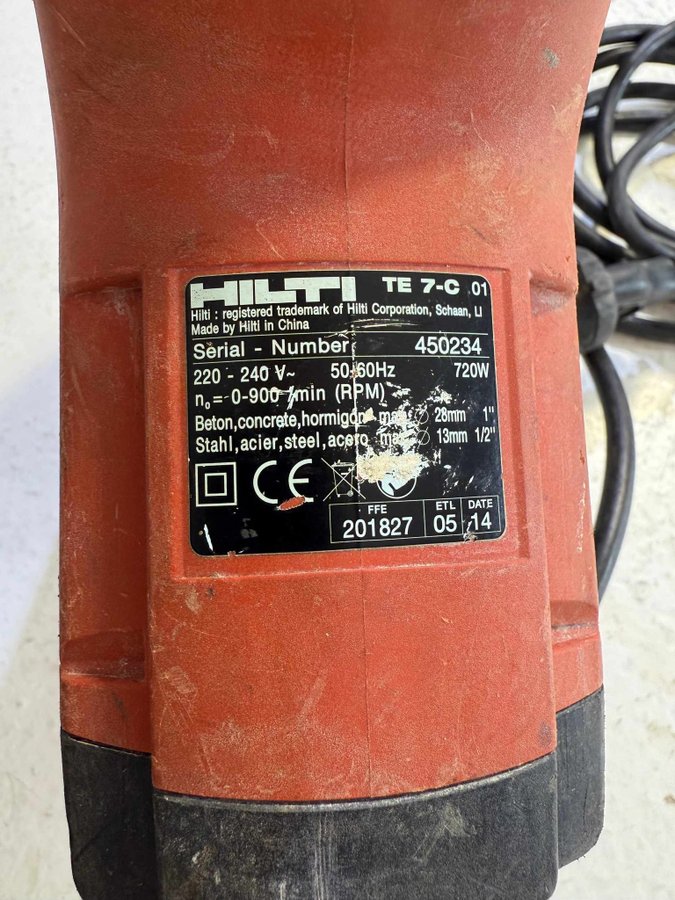 HILTI TE 7-C 01
Hilti : registered trademark of Hilti Corporation, Schaan, LI
Made by Hilti in China
Serial - Number 450234
220 - 240 V~ 50-60Hz 720W
n₀ = 0-900 /min (RPM)
Beton,concrete,hormigón max ∅ 28mm 1"
Stahl,acier,steel,acero max ∅ 13mm 1/2"
CE
FFE ETL DATE
201827 05 14